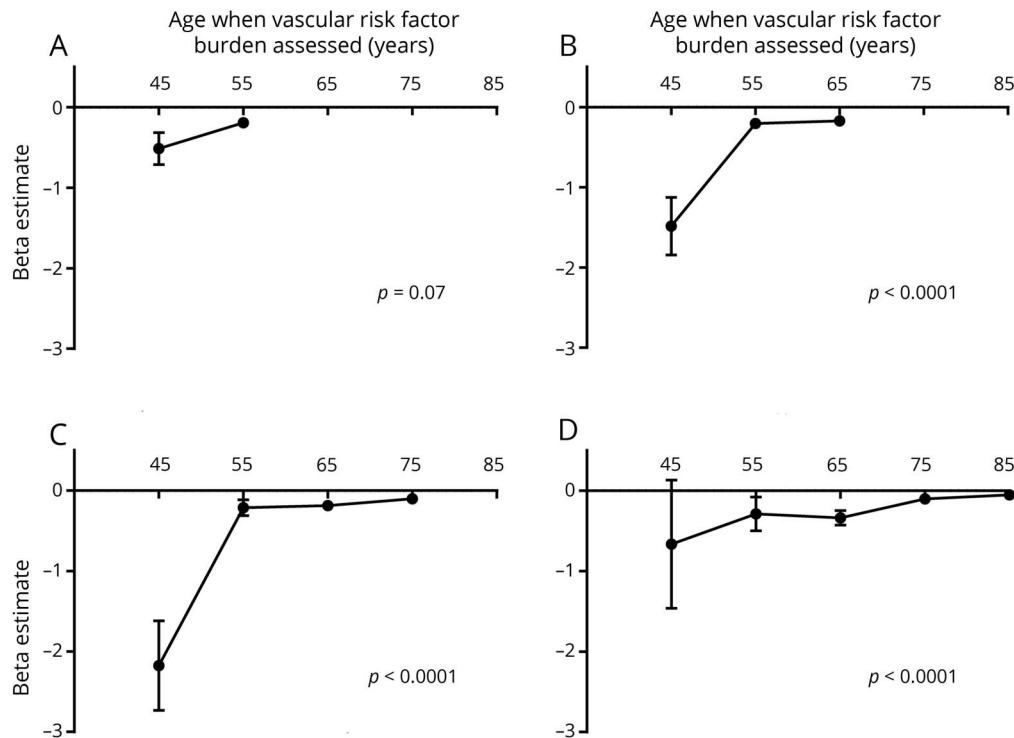 A
Age when vascular risk factor
burden assessed (years)
45 55 65 75 85
0
–1
–2
–3
Beta estimate
p = 0.07
B
Age when vascular risk factor
burden assessed (years)
45 55 65 75 85
0
–1
–2
–3
p < 0.0001
C
45 55 65 75 85
0
–1
–2
–3
Beta estimate
p < 0.0001
D
45 55 65 75 85
0
–1
–2
–3
p < 0.0001